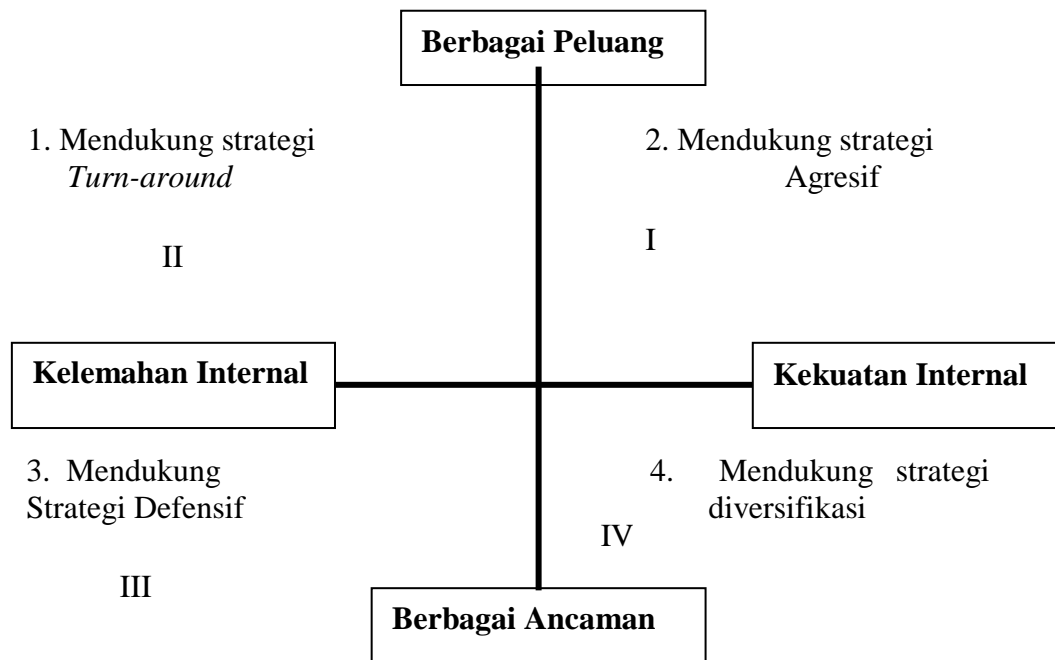 Berbagai Peluang
1. Mendukung strategi
Turn-around
II
2. Mendukung strategi
Agresif
I
Kelemahan Internal
Kekuatan Internal
3. Mendukung
Strategi Defensif
III
4. Mendukung strategi
diversifikasi
IV
Berbagai Ancaman